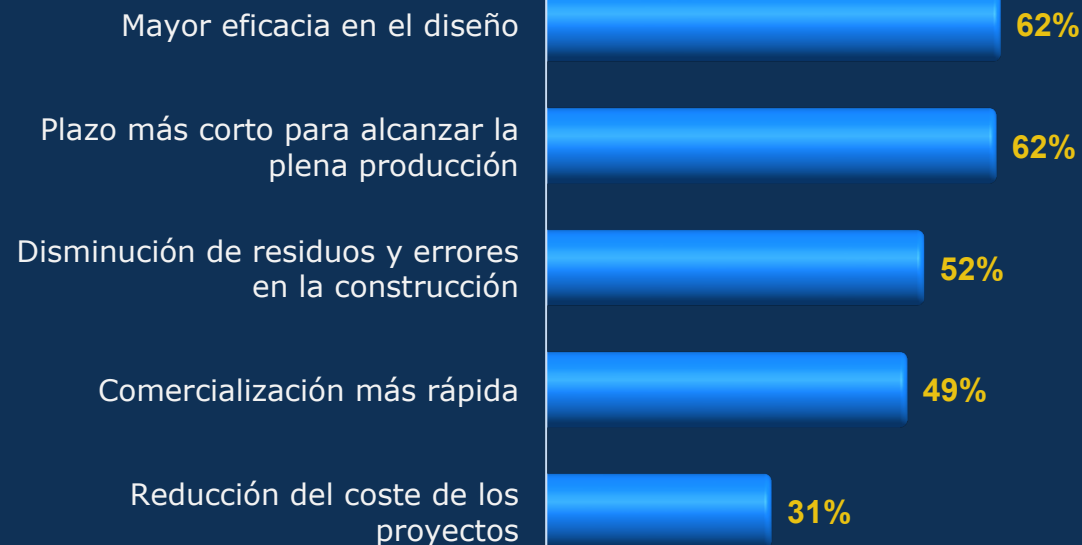 Mayor eficacia en el diseño 62%
Plazo más corto para alcanzar la
plena producción 62%
Disminución de residuos y errores
en la construcción 52%
Comercialización más rápida 49%
Reducción del coste de los
proyectos 31%